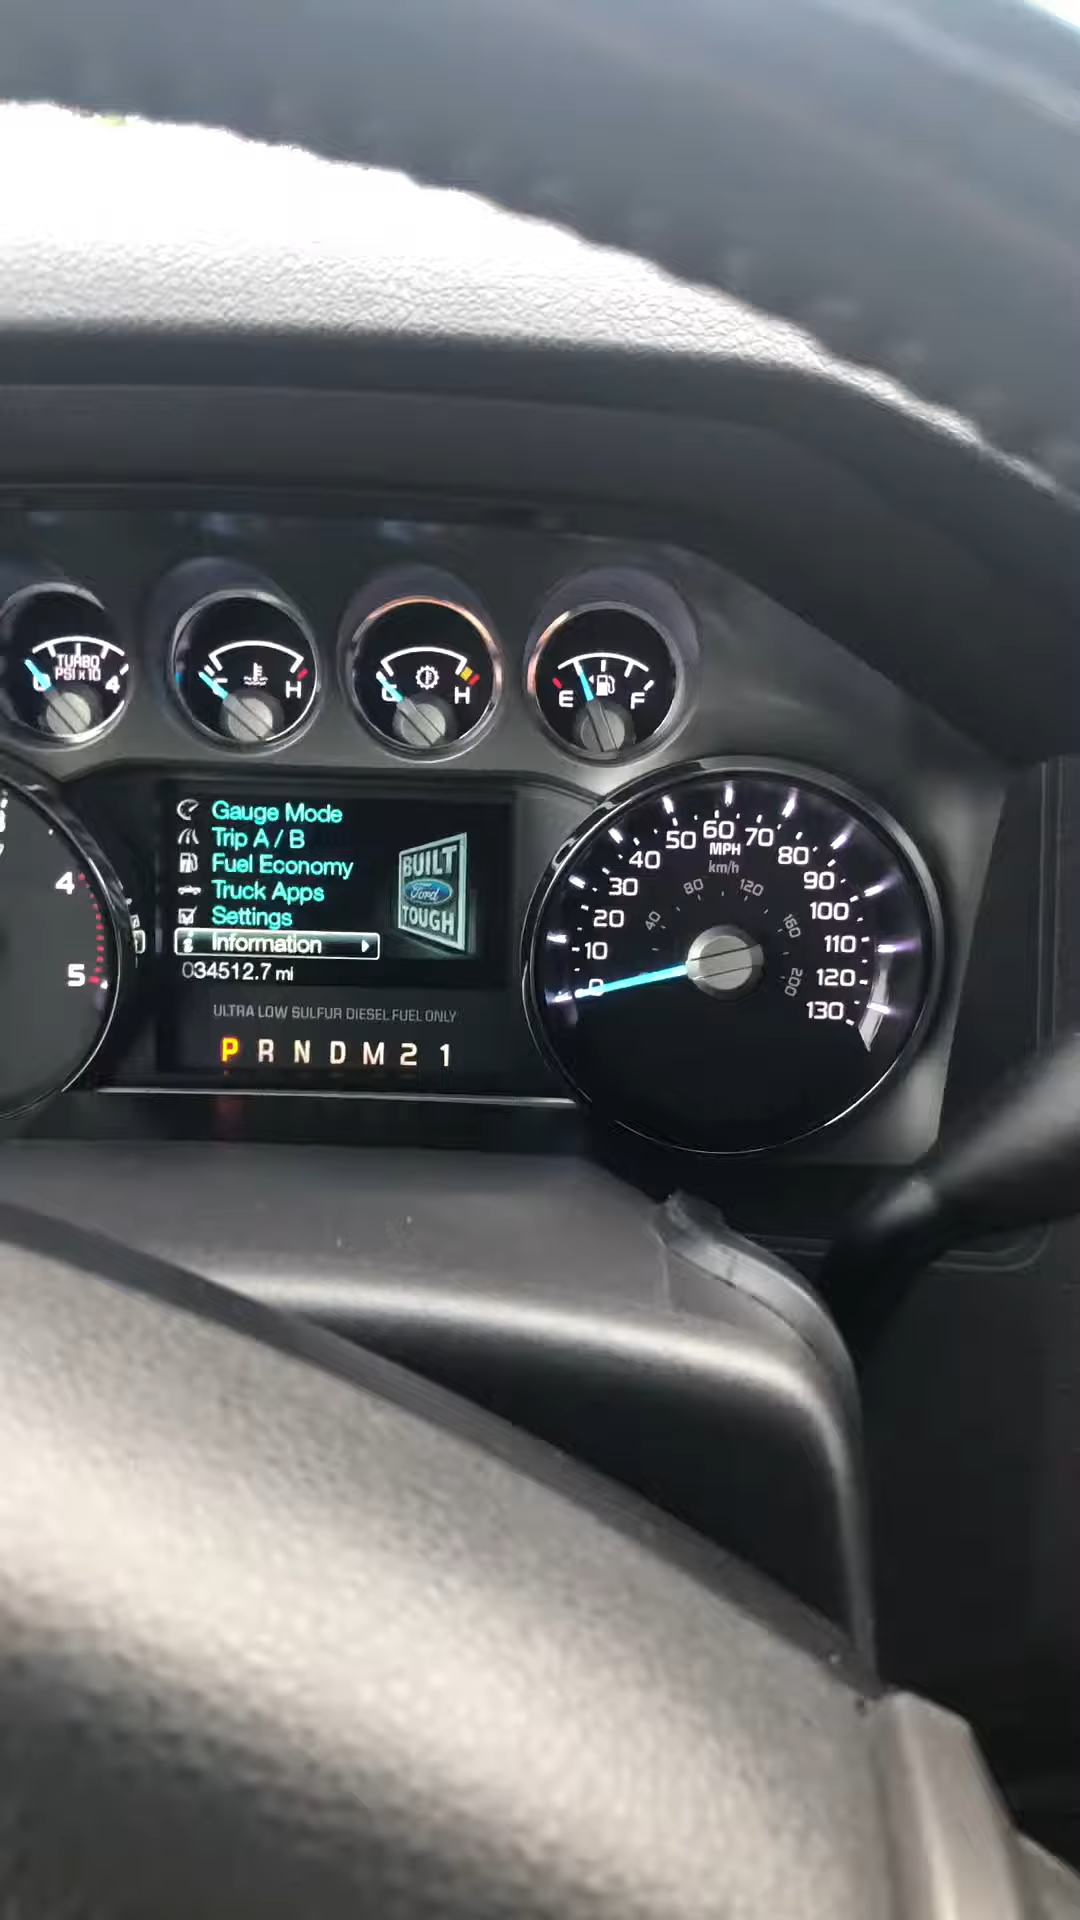 TURBO
PSI x 10
0 4
C H
C H
E F
4
5
Gauge Mode
Trip A / B
Fuel Economy
Truck Apps
Settings
Information
034512.7 mi
BUILT
Ford
TOUGH
ULTRA LOW SULFUR DIESEL FUEL ONLY
P R N D M 2 1
0 10 20 30 40 50 60 70 80 90 100 110 120 130
MPH
km/h
40 80 120 160 200